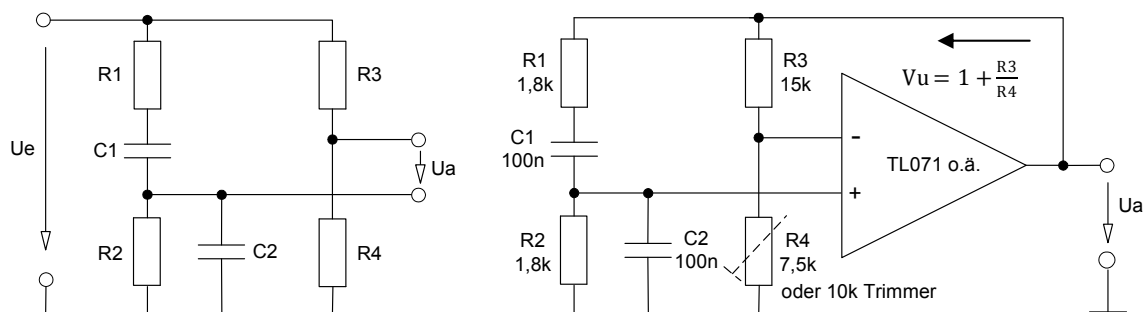 R1
R3
Ue
C1
Ua
R2
C2
R4
R1
1,8k
R3
15k
Vu = 1 + R3/R4
C1
100n
-
TL071 o.ä.
+
Ua
R2
1,8k
C2
100n
R4
7,5k
oder 10k Trimmer